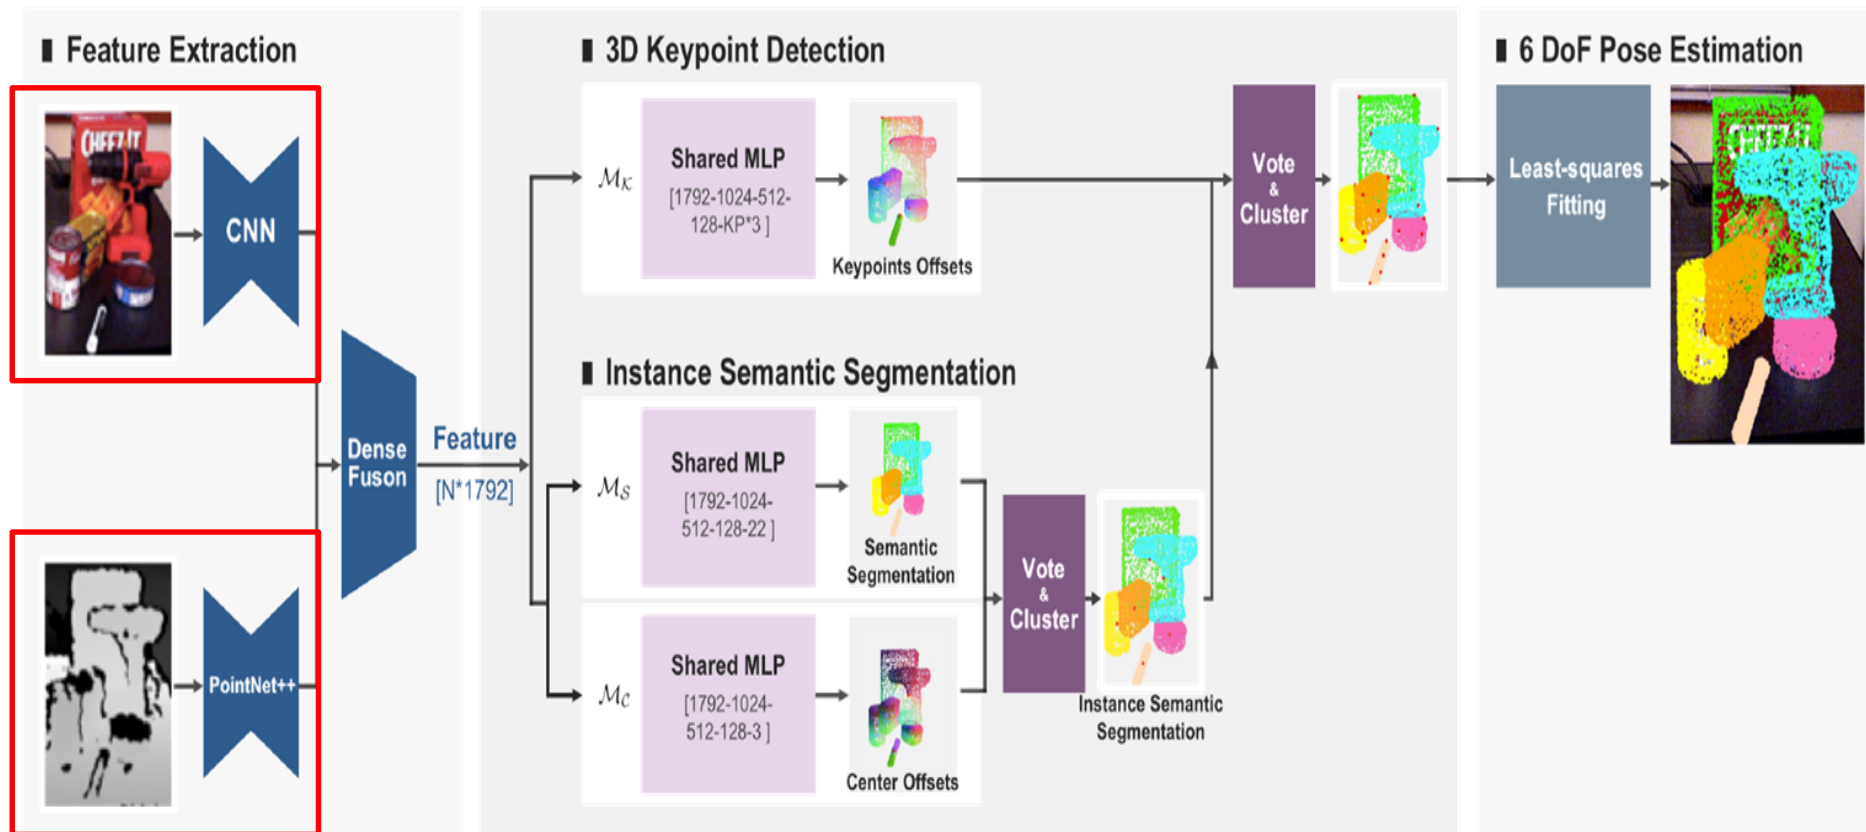 Feature Extraction
CHEEZ-IT
CNN
PointNet++
Dense
Fuson
Feature
[N*1792]
3D Keypoint Detection
M𝒦
Shared MLP
[1792-1024-512-
128-KP*3 ]
Keypoints Offsets
Instance Semantic Segmentation
M𝒮
Shared MLP
[1792-1024-
512-128-22 ]
Semantic
Segmentation
M𝒞
Shared MLP
[1792-1024-
512-128-3 ]
Center Offsets
Vote
&
Cluster
Instance Semantic
Segmentation
Vote
&
Cluster
6 DoF Pose Estimation
Least-squares
Fitting
CHEEZ-IT